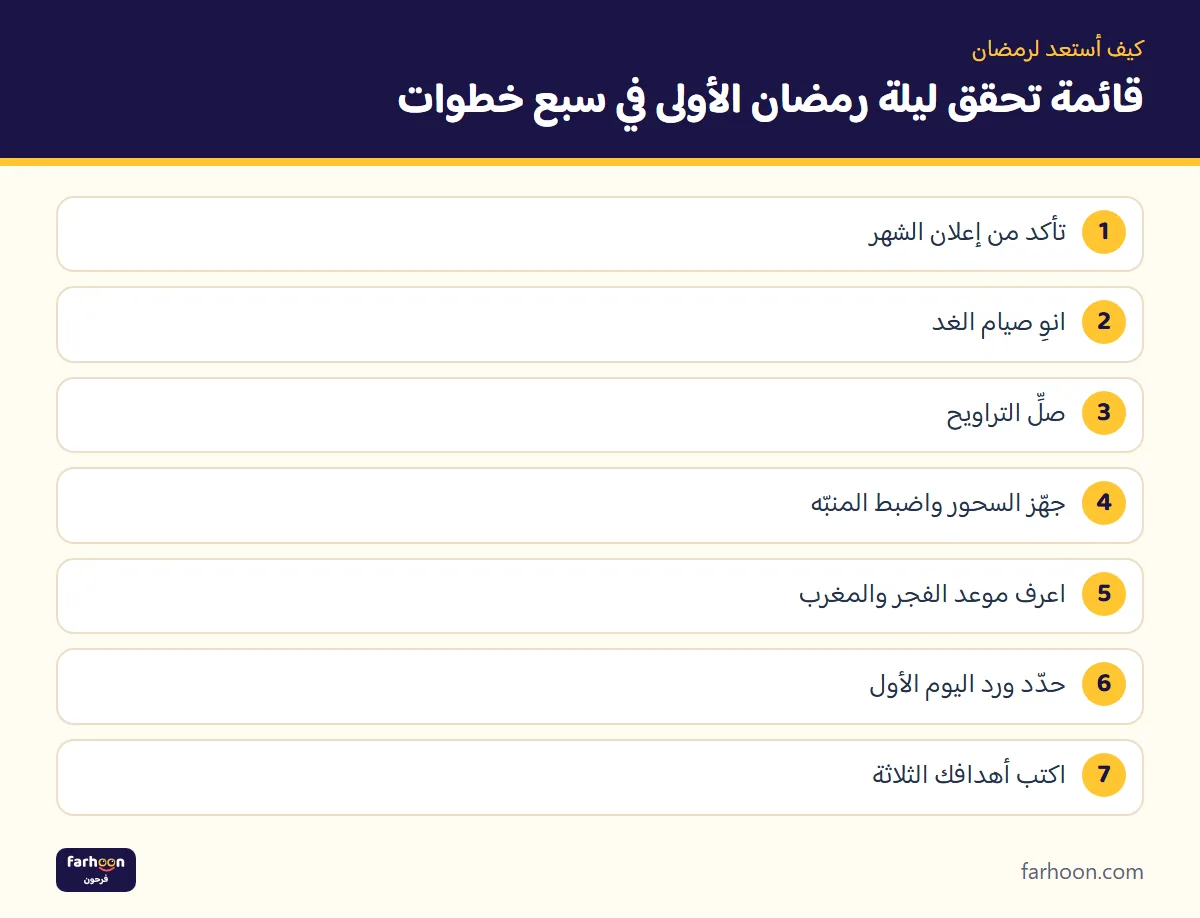 كيف أستعد لرمضان
قائمة تحقق ليلة رمضان الأولى في سبع خطوات
1 تأكد من إعلان الشهر
2 انوِ صيام الغد
3 صلِّ التراويح
4 جهّز السحور واضبط المنبّه
5 اعرف موعد الفجر والمغرب
6 حدّد ورد اليوم الأول
7 اكتب أهدافك الثلاثة
farhoon.com
farhoon
فرحون